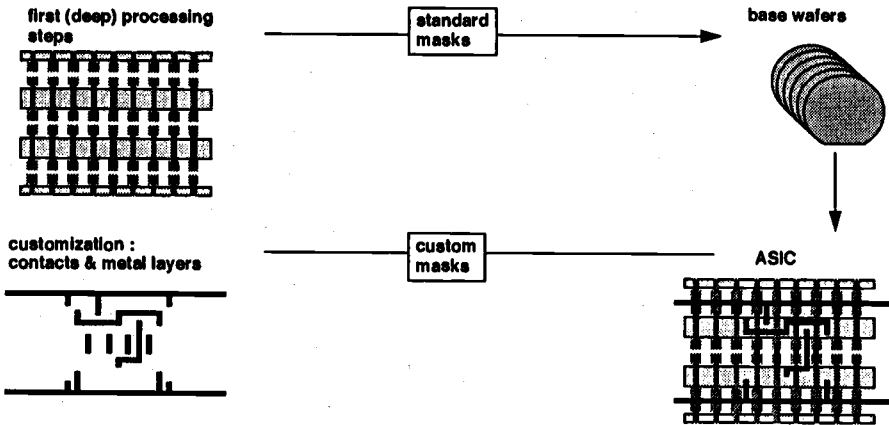 first (deep) processing
steps
standard
masks
base wafers
customization :
contacts & metal layers
custom
masks
ASIC